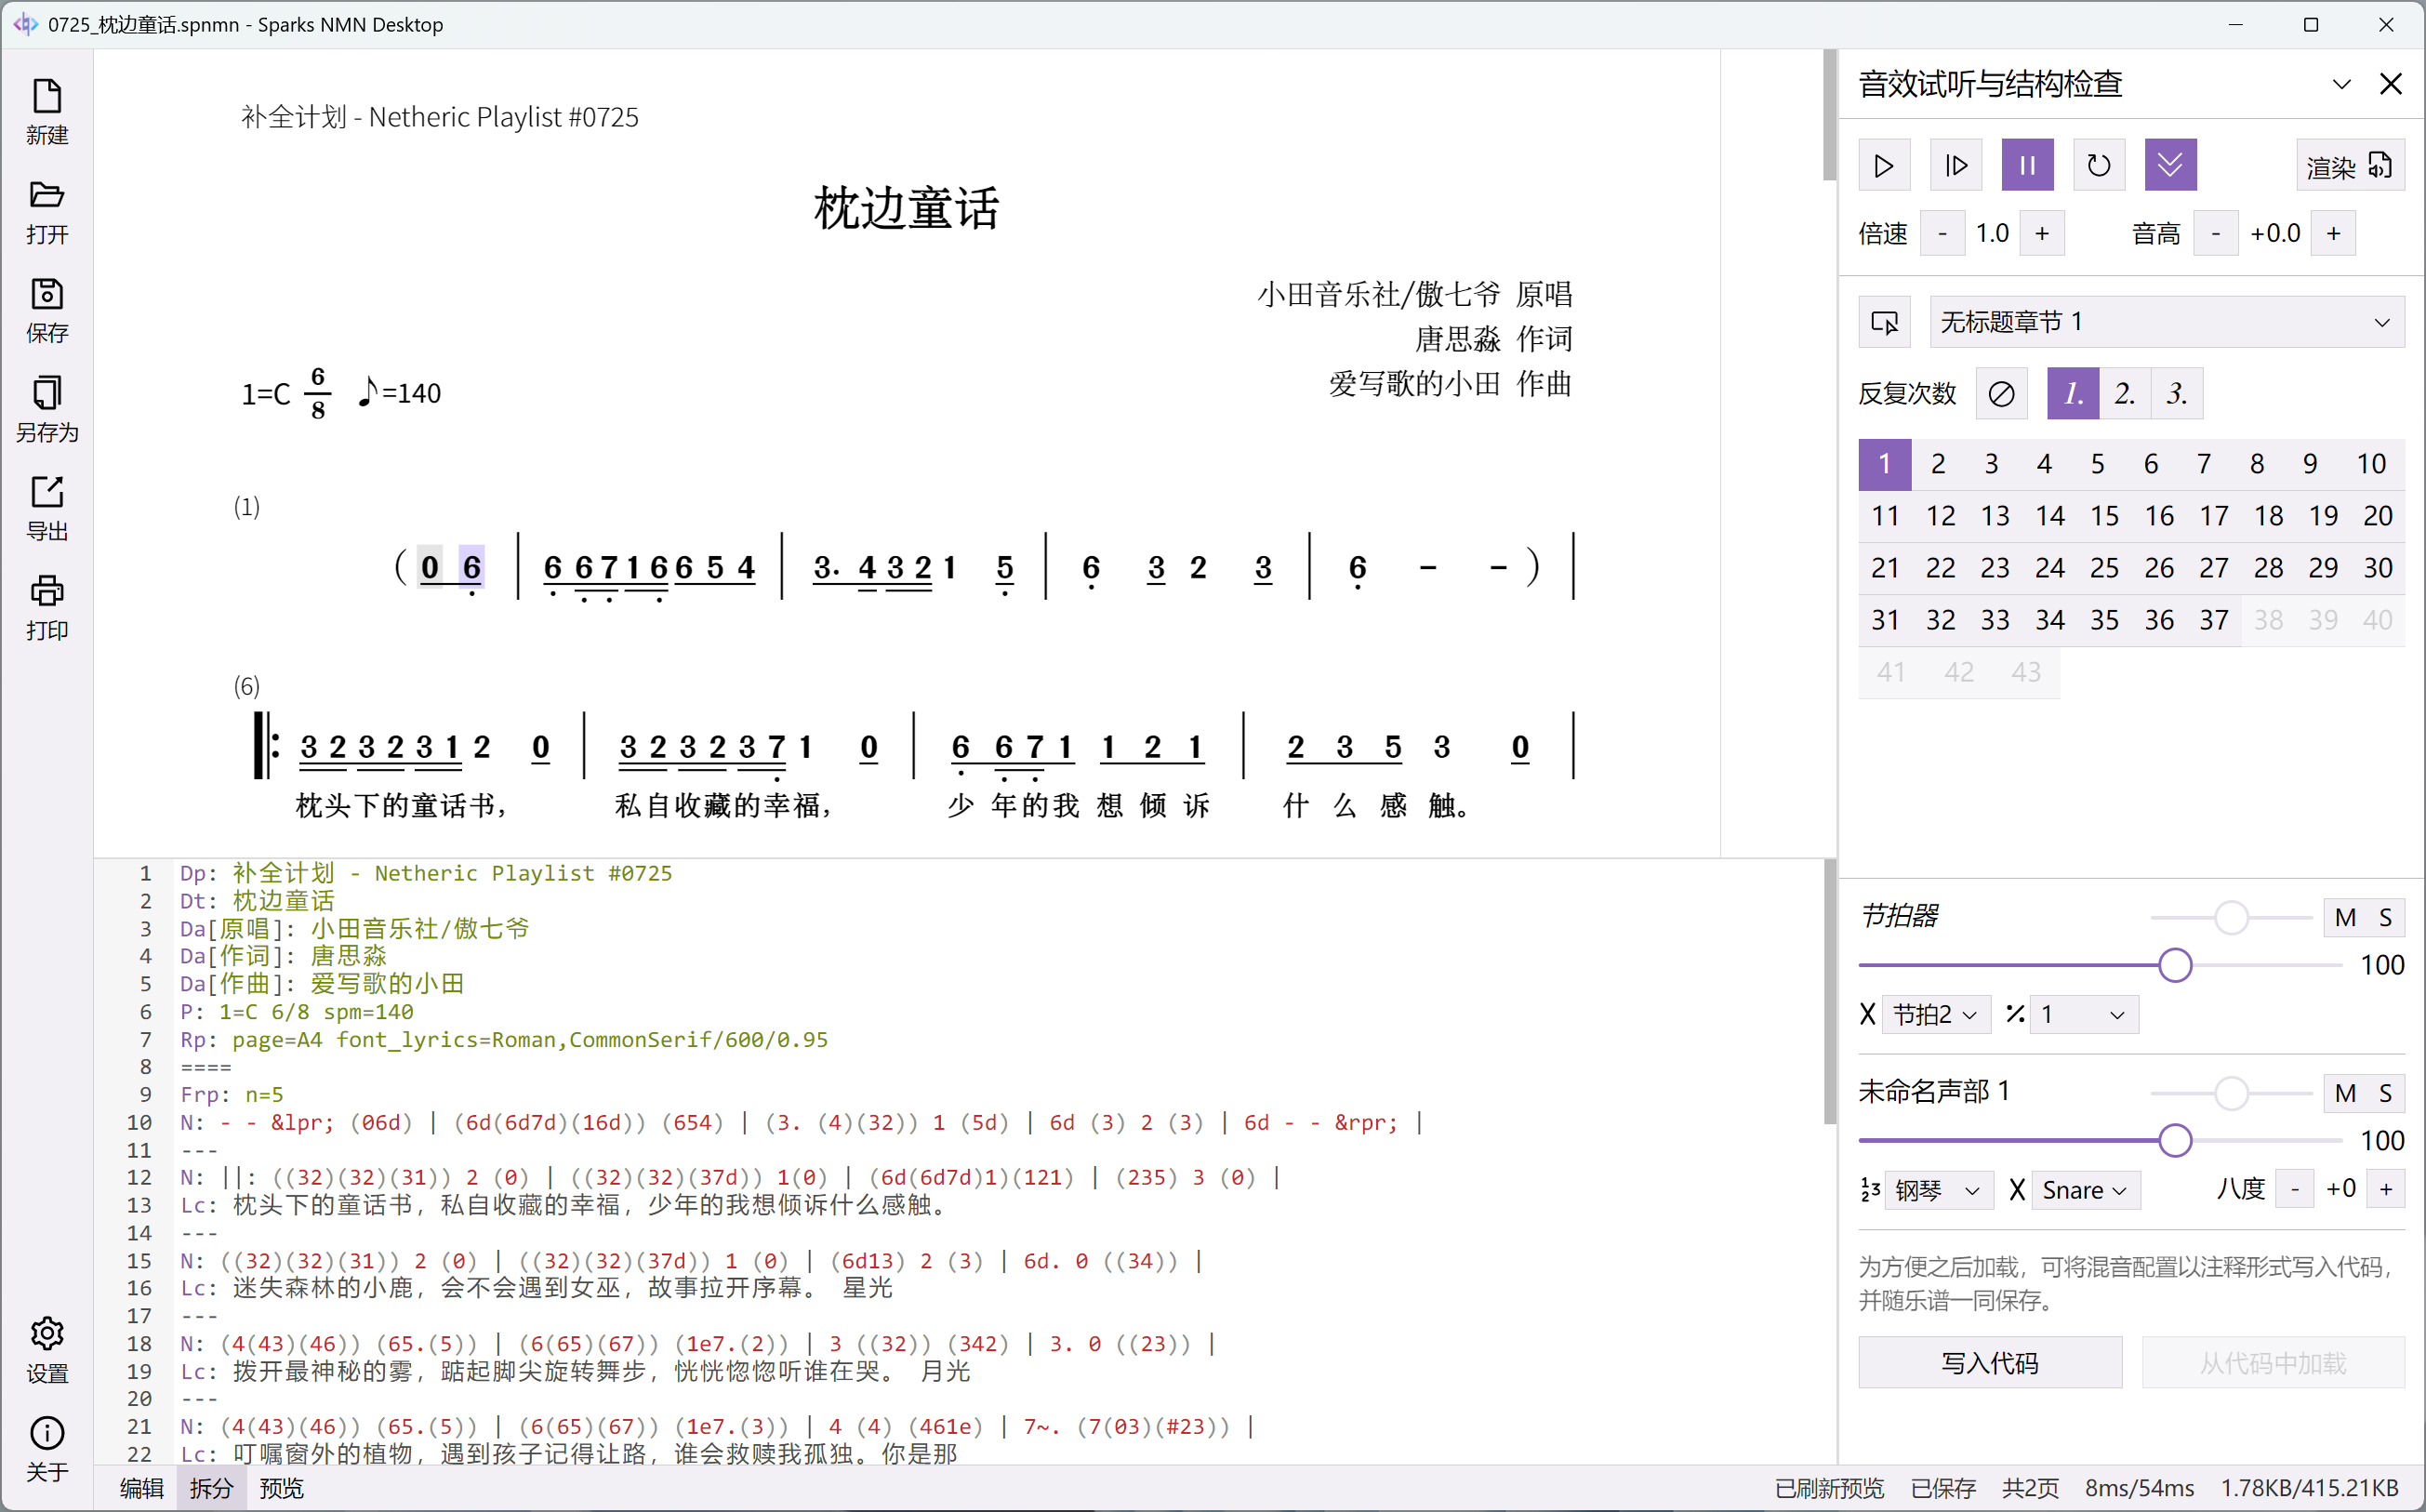 0725_枕边童话.spnmn - Sparks NMN Desktop
新建
打开
保存
另存为
导出
打印
设置
关于
补全计划 - Netheric Playlist #0725
枕边童话
小田音乐社/傲七爷 原唱
唐思淼 作词
爱写歌的小田 作曲
1=C 6/8 ♪=140
(1)
( 0 6 | 6 6 7 1 6 6 5 4 | 3. 4 3 2 1 5 | 6 3 2 3 | 6 - - ) |
(6)
‖: 3 2 3 2 3 1 2 0 | 3 2 3 2 3 7 1 0 | 6 6 7 1 1 2 1 | 2 3 5 3 0 |
枕头下的童话书， 私自收藏的幸福， 少 年的我 想 倾 诉 什 么 感 触。
1 Dp: 补全计划 - Netheric Playlist #0725
2 Dt: 枕边童话
3 Da[原唱]: 小田音乐社/傲七爷
4 Da[作词]: 唐思淼
5 Da[作曲]: 爱写歌的小田
6 P: 1=C 6/8 spm=140
7 Rp: page=A4 font_lyrics=Roman,CommonSerif/600/0.95
8 ====
9 Frp: n=5
10 N: - - &lpr; (06d) | (6d(6d7d)(16d)) (654) | (3. (4)(32)) 1 (5d) | 6d (3) 2 (3) | 6d - - &rpr; |
11 ---
12 N: ||: ((32)(32)(31)) 2 (0) | ((32)(32)(37d)) 1(0) | (6d(6d7d)1)(121) | (235) 3 (0) |
13 Lc: 枕头下的童话书，私自收藏的幸福，少年的我想倾诉什么感触。
14 ---
15 N: ((32)(32)(31)) 2 (0) | ((32)(32)(37d)) 1 (0) | (6d13) 2 (3) | 6d. 0 ((34)) |
16 Lc: 迷失森林的小鹿，会不会遇到女巫，故事拉开序幕。 星光
17 ---
18 N: (4(43)(46)) (65.(5)) | (6(65)(67)) (1e7.(2)) | 3 ((32)) (342) | 3. 0 ((23)) |
19 Lc: 拨开最神秘的雾，踮起脚尖旋转舞步，恍恍惚惚听谁在哭。 月光
20 ---
21 N: (4(43)(46)) (65.(5)) | (6(65)(67)) (1e7.(3)) | 4 (4) (461e) | 7~. (7(03)(#23)) |
22 Lc: 叮嘱窗外的植物，遇到孩子记得让路，谁会救赎我孤独。你是那
编辑 拆分 预览
已刷新预览 已保存 共2页 8ms/54ms 1.78KB/415.21KB
音效试听与结构检查
渲染
倍速 - 1.0 + 音高 - +0.0 +
无标题章节 1
反复次数 1. 2. 3.
1 2 3 4 5 6 7 8 9 10
11 12 13 14 15 16 17 18 19 20
21 22 23 24 25 26 27 28 29 30
31 32 33 34 35 36 37 38 39 40
41 42 43
节拍器 M S
100
节拍2 1
未命名声部 1 M S
100
钢琴 Snare 八度 - +0 +
为方便之后加载，可将混音配置以注释形式写入代码，
并随乐谱一同保存。
写入代码 从代码中加载